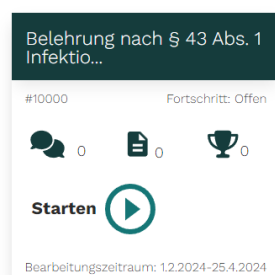 Belehrung nach § 43 Abs. 1
Infektio...
#10000 Fortschritt: Offen
0 0 0
Starten
Bearbeitungszeitraum: 1.2.2024-25.4.2024